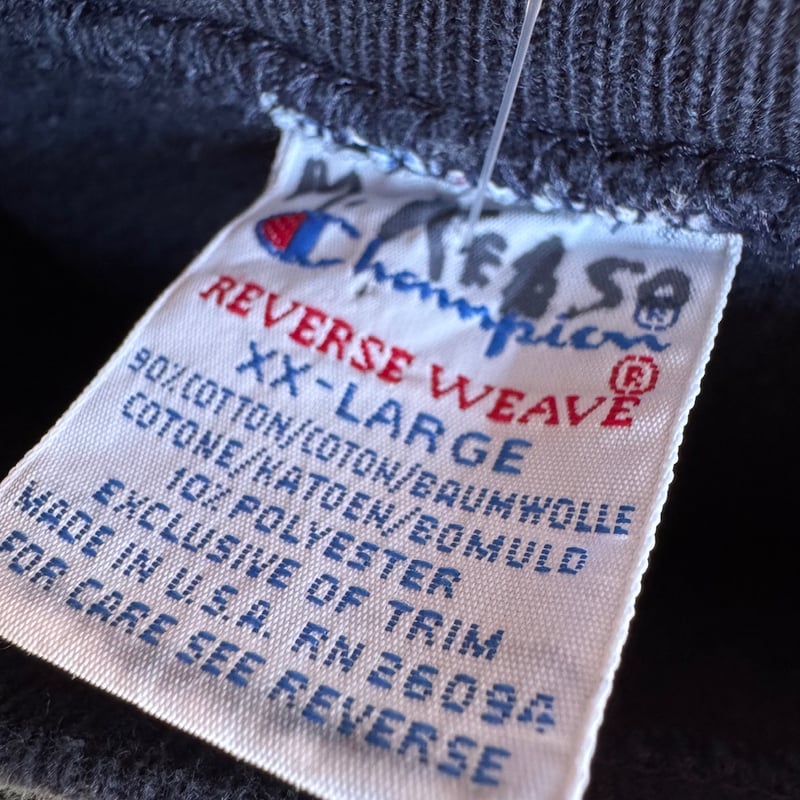 Champion®
REVERSE WEAVE®
XX-LARGE
90% COTTON/COTON/BAUMWOLLE
COTONE/KATOEN/BOMULD
10% POLYESTER
EXCLUSIVE OF TRIM
MADE IN U.S.A. RN 26094
FOR CARE SEE REVERSE